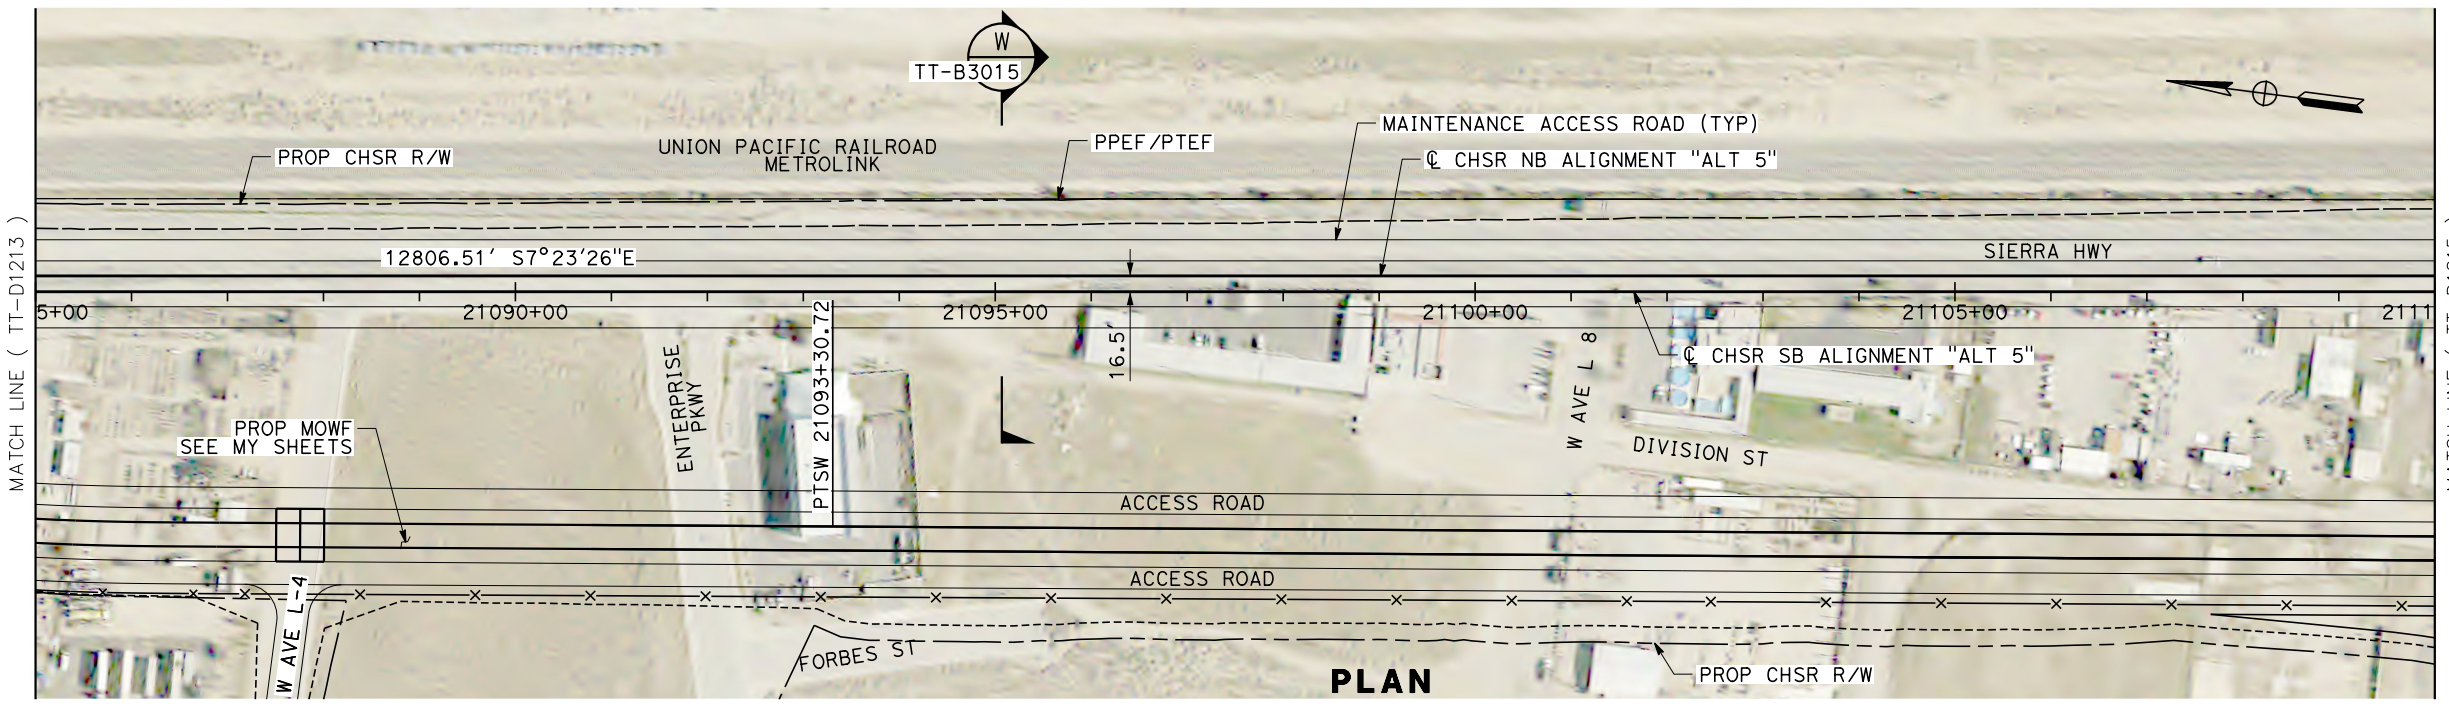 W
TT-B3015
MAINTENANCE ACCESS ROAD (TYP)
UNION PACIFIC RAILROAD
METROLINK
PPEF/PTEF
PROP CHSR R/W
℄ CHSR NB ALIGNMENT "ALT 5"
MATCH LINE ( TT-D1213 )
12806.51' S7°23'26"E
SIERRA HWY
5+00
21090+00
21095+00
21100+00
21105+00
2111
PTSW 21093+30.72
16.5'
ENTERPRISE
PKWY
W AVE L 8
℄ CHSR SB ALIGNMENT "ALT 5"
PROP MOWF
SEE MY SHEETS
DIVISION ST
ACCESS ROAD
ACCESS ROAD
W AVE L-4
FORBES ST
PLAN
PROP CHSR R/W